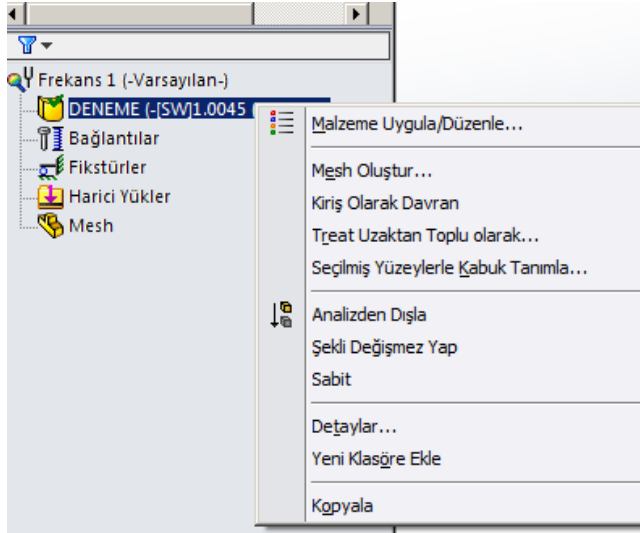 Frekans 1 (-Varsayılan-)
DENEME (-[SW]1.0045 (
Bağlantılar
Fikstürler
Harici Yükler
Mesh
Malzeme Uygula/Düzenle...
Mesh Oluştur...
Kiriş Olarak Davran
Treat Uzaktan Toplu olarak...
Seçilmiş Yüzeylerle Kabuk Tanımla...
Analizden Dışla
Şekli Değişmez Yap
Sabit
Detaylar...
Yeni Klasöre Ekle
Kopyala